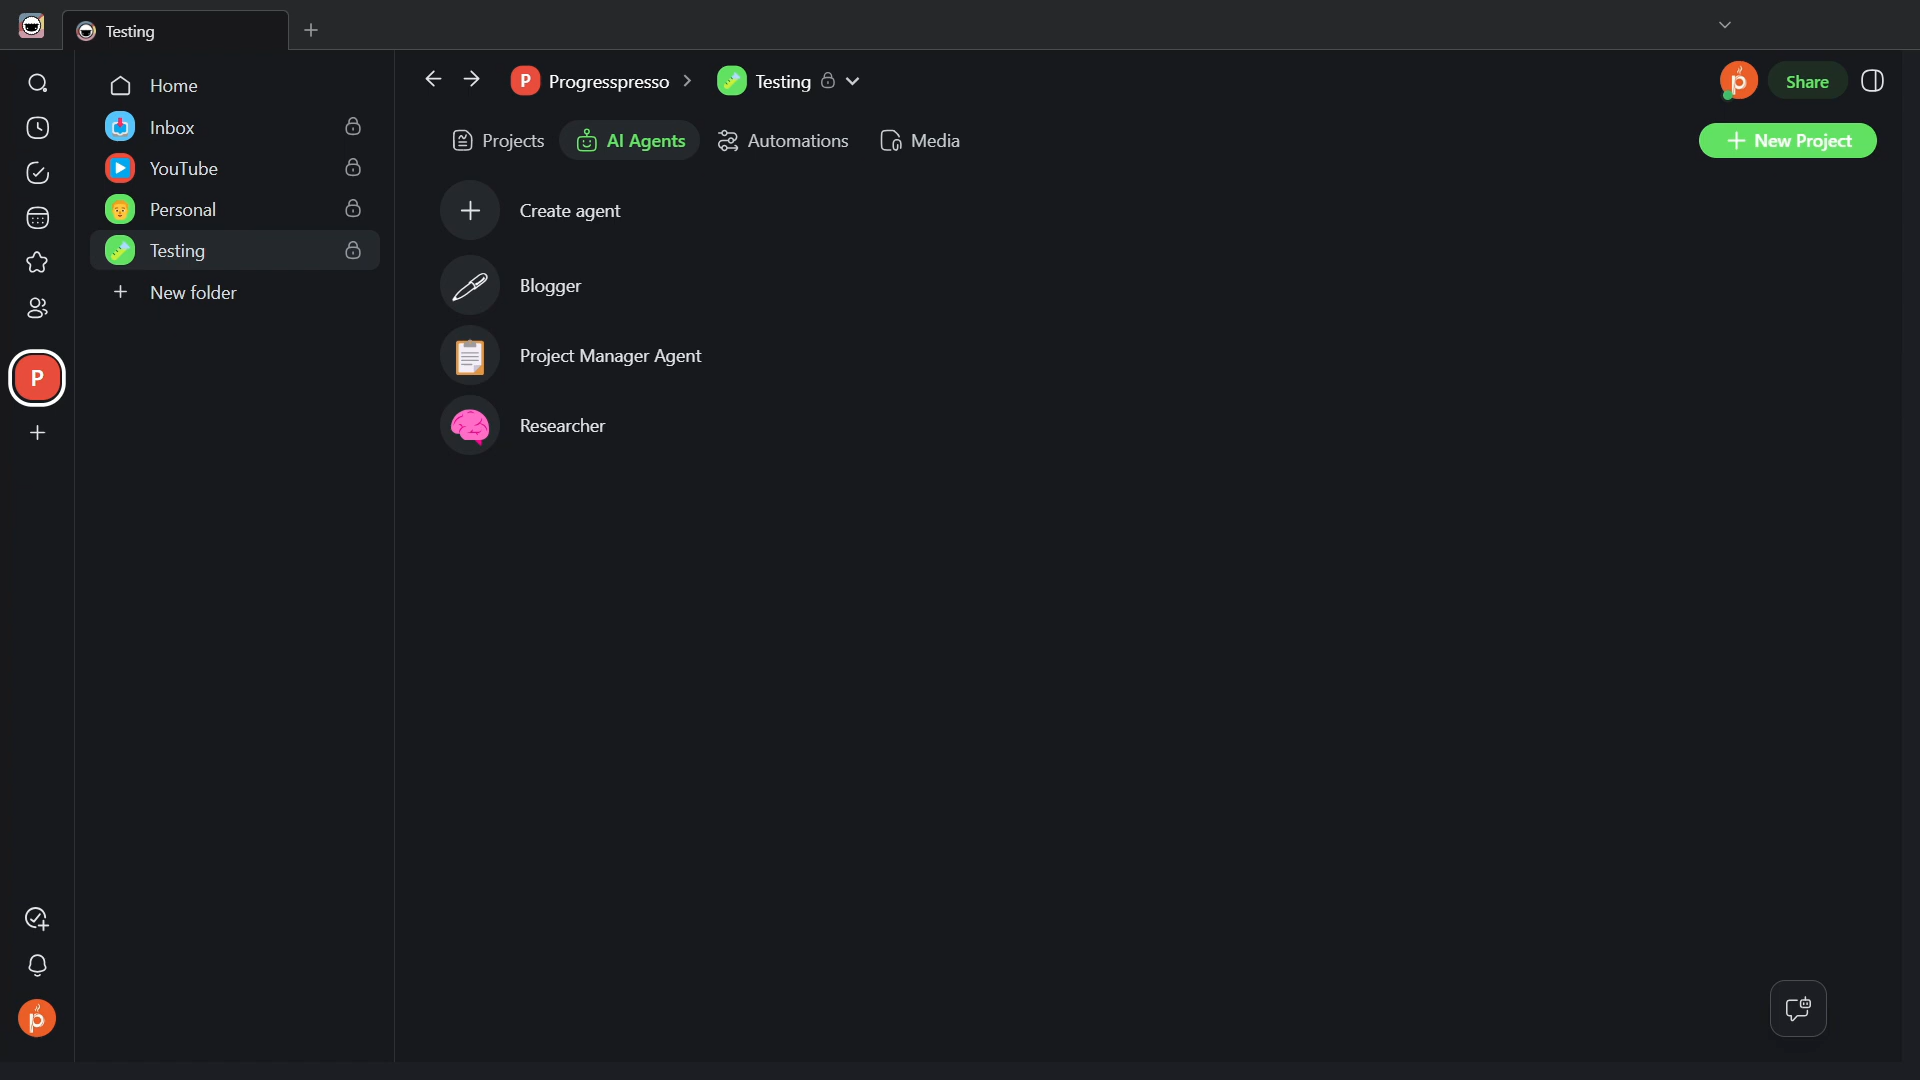 Testing
Home
Inbox
YouTube
Personal
Testing
New folder
P
P Progresspresso > Testing
Share
Projects
AI Agents
Automations
Media
New Project
Create agent
Blogger
Project Manager Agent
Researcher